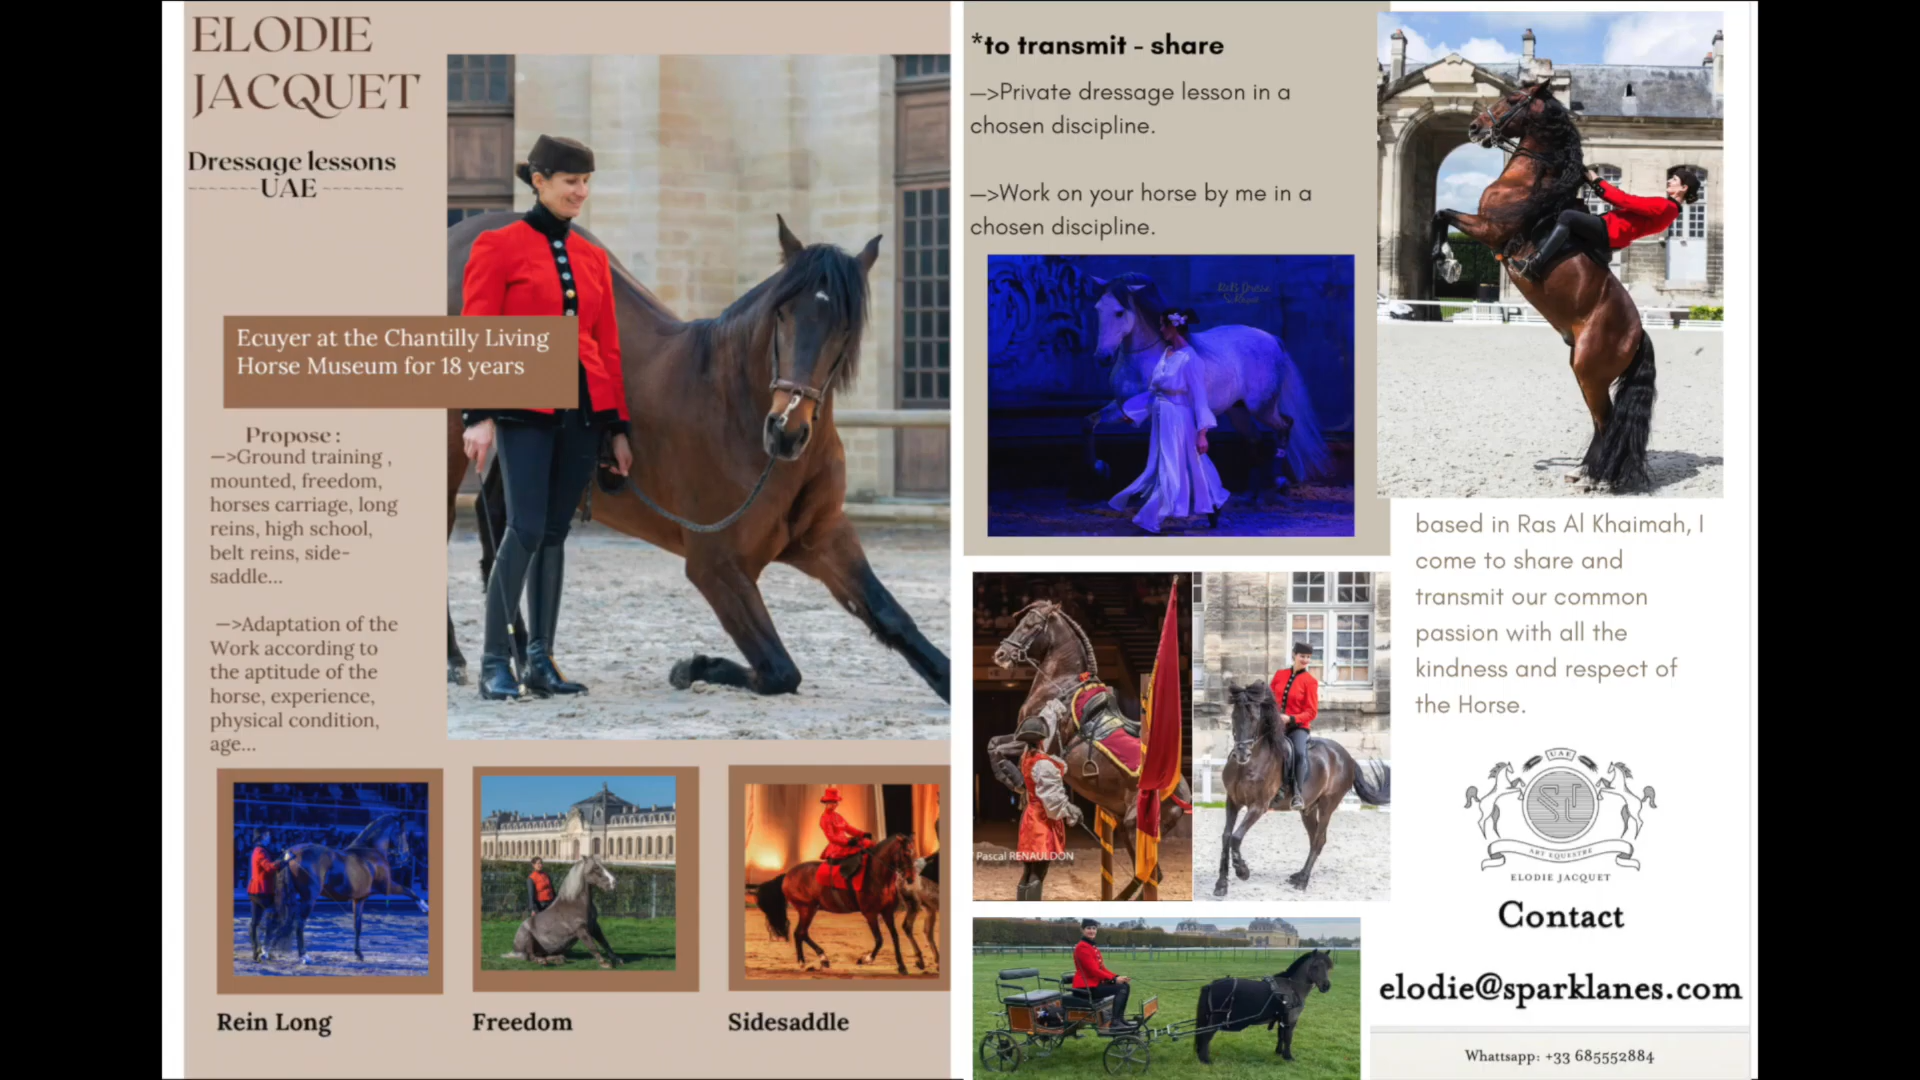 ELODIE
JACQUET
Dressage lessons
-------UAE--------
Ecuyer at the Chantilly Living
Horse Museum for 18 years
Propose :
—>Ground training ,
mounted, freedom,
horses carriage, long
reins, high school,
belt reins, side-
saddle...
—>Adaptation of the
Work according to
the aptitude of the
horse, experience,
physical condition,
age...
Rein Long
Freedom
Sidesaddle
*to transmit - share
—>Private dressage lesson in a
chosen discipline.
—>Work on your horse by me in a
chosen discipline.
Pascal RENAULDON
based in Ras Al Khaimah, I
come to share and
transmit our common
passion with all the
kindness and respect of
the Horse.
UAE
ART EQUESTRE
ELODIE JACQUET
Contact
elodie@sparklanes.com
Whattsapp: +33 685552884